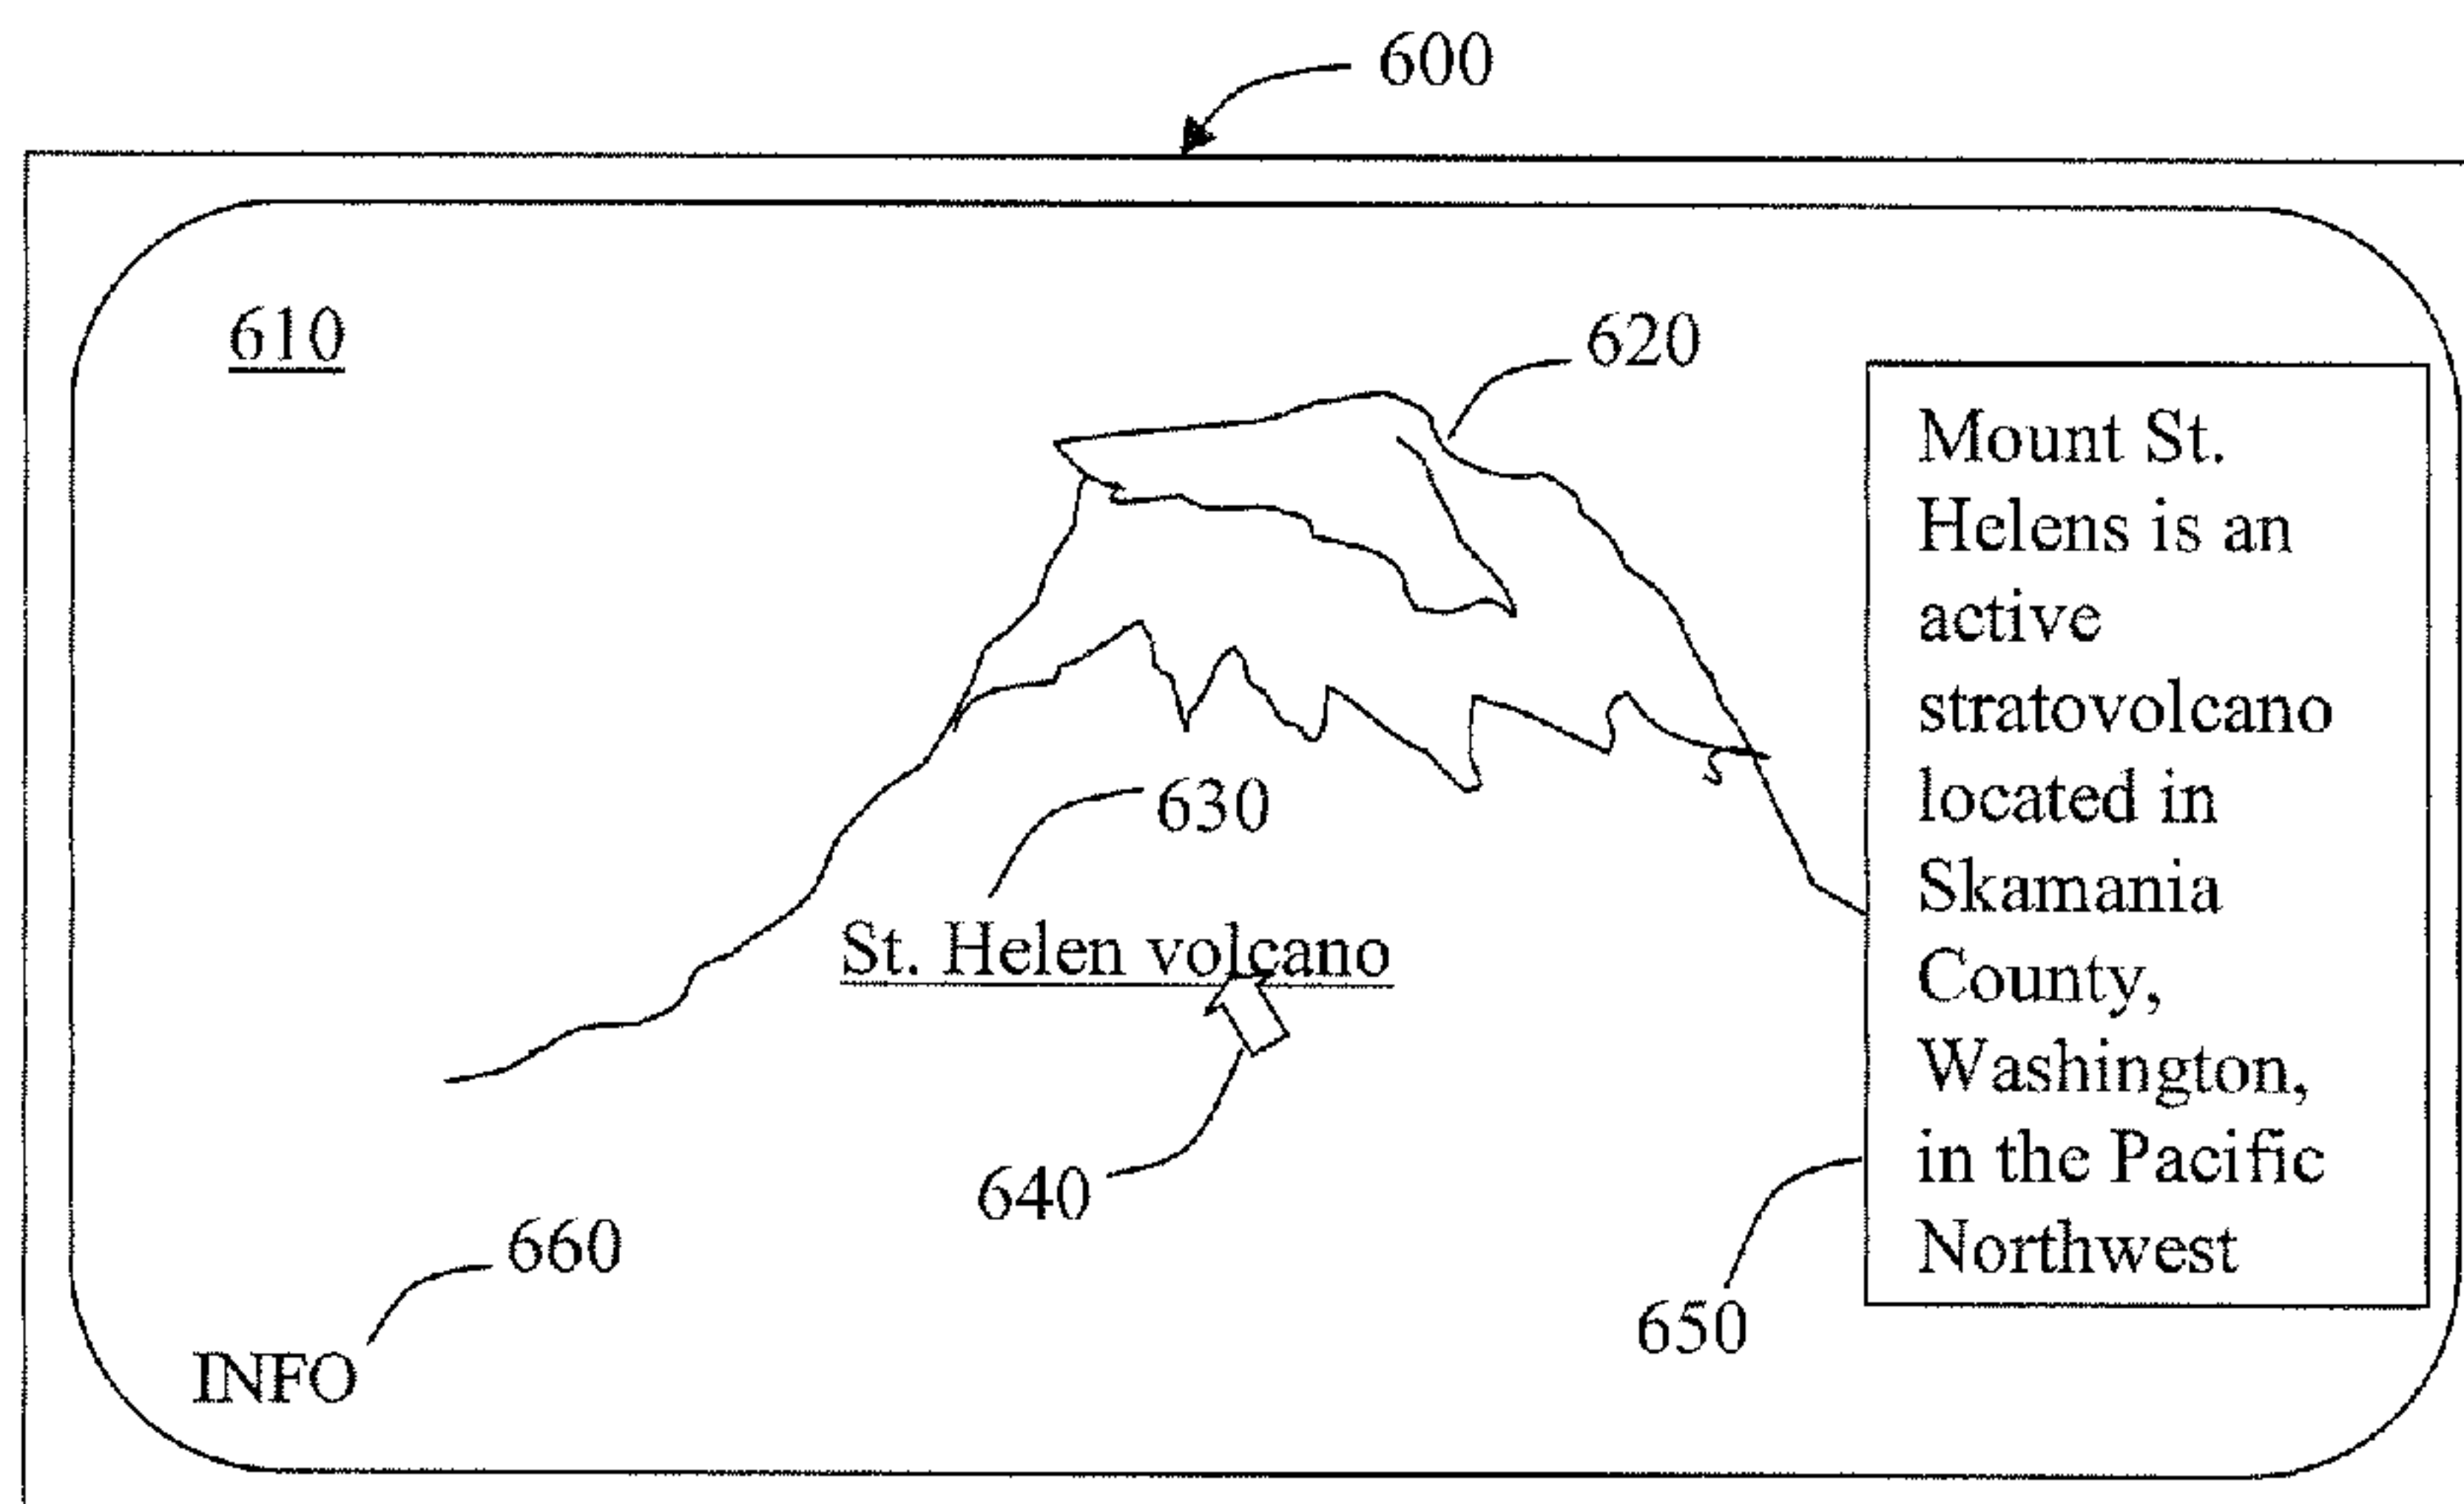 600
610
620
Mount St.
Helens is an
active
stratovolcano
located in
Skamania
County,
Washington,
in the Pacific
Northwest
630
St. Helen volcano
640
650
660
INFO